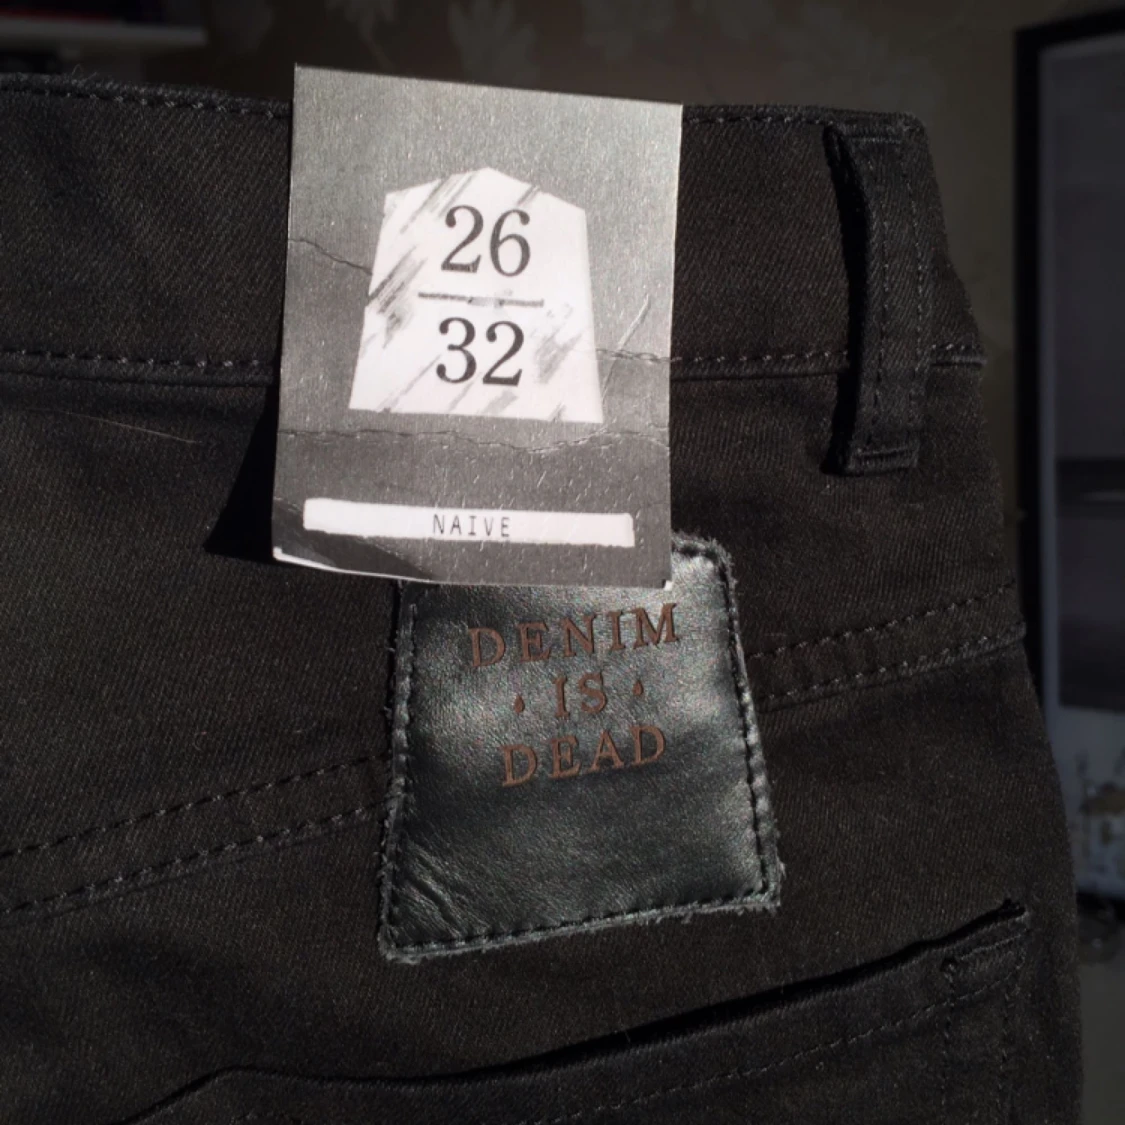 26
32
NAIVE
DENIM
· IS ·
DEAD